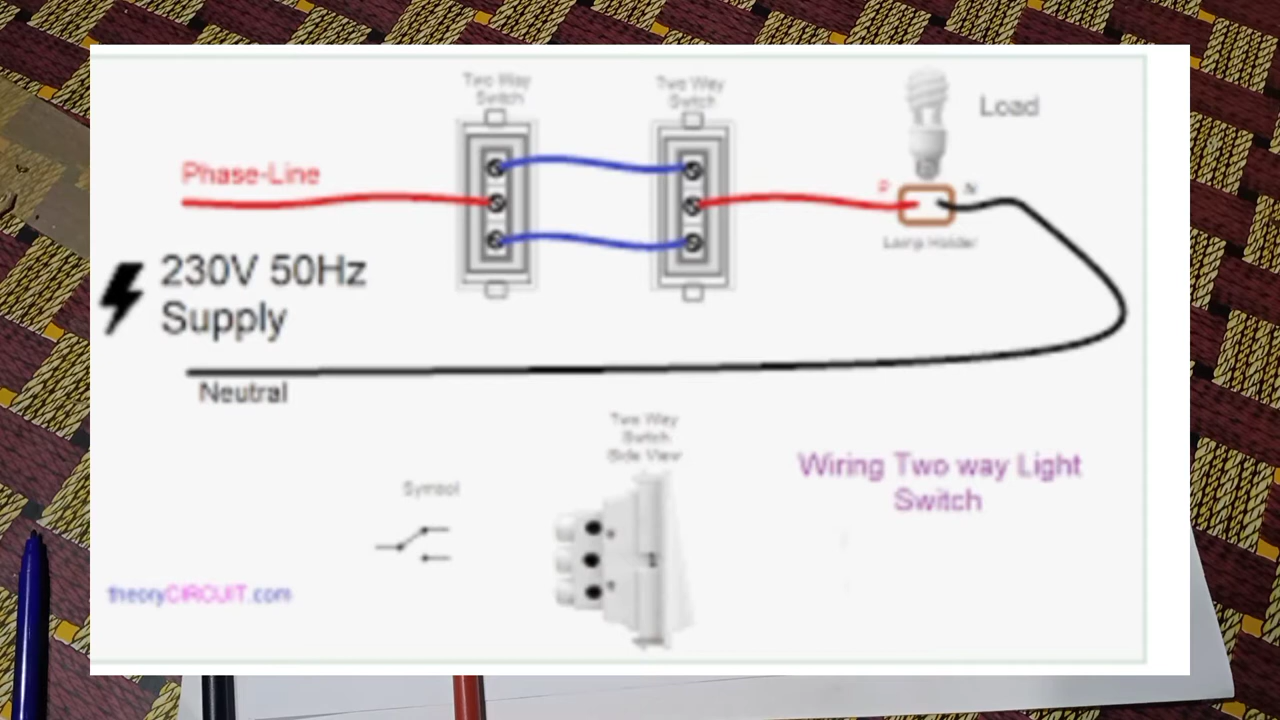 Two Way
Switch
Two Way
Switch
Load
Phase-Line
P
N
Lamp Holder
230V 50Hz
Supply
Neutral
Two Way
Switch
Side View
Wiring Two way Light
Switch
Symbol
theoryCIRCUIT.com